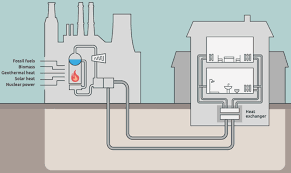 Fossil fuels
Biomass
Geothermal heat
Solar heat
Nuclear power
Heat
exchanger